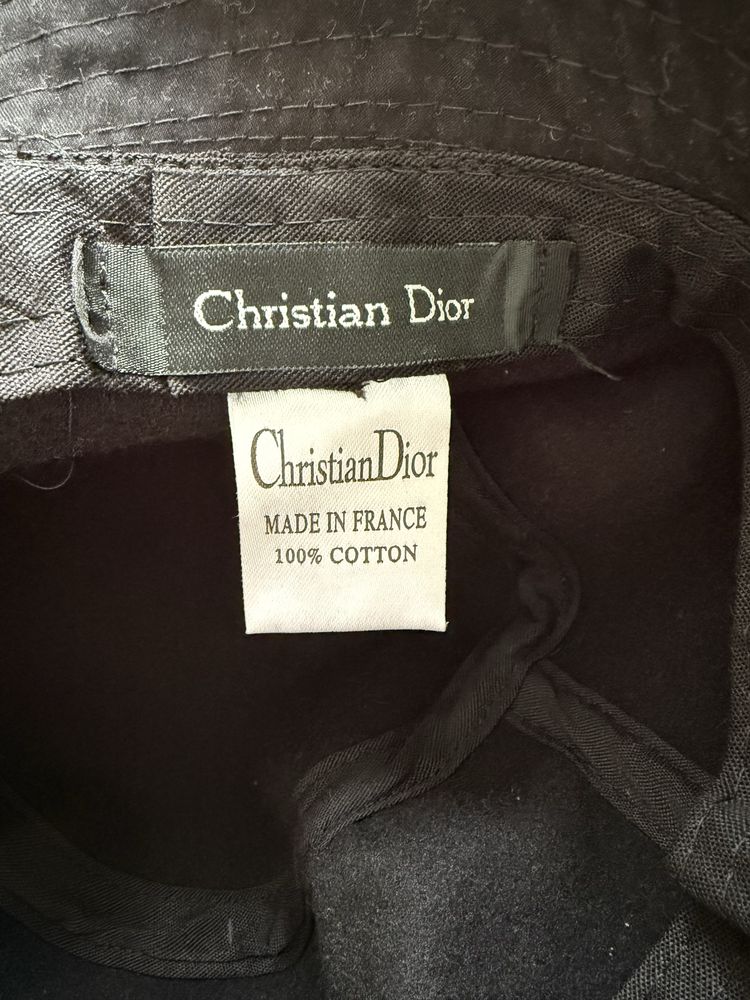 Christian Dior
ChristianDior
MADE IN FRANCE
100% COTTON